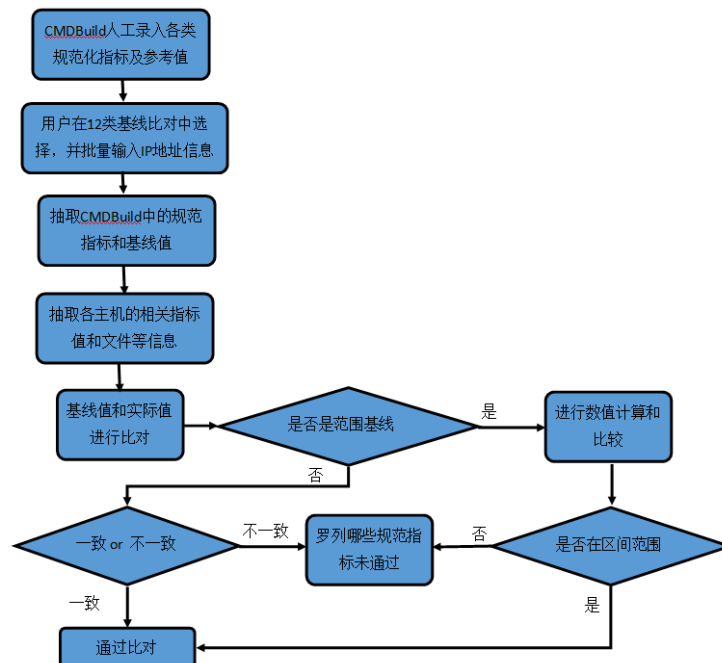 CMDBuild人工录入各类
规范化指标及参考值
用户在12类基线比对中选
择，并批量输入IP地址信息
抽取CMDBuild中的规范
指标和基线值
抽取各主机的相关指标
值和文件等信息
基线值和实际值
进行比对
是否是范围基线
是
进行数值计算和
比较
否
一致 or 不一致
不一致
罗列哪些规范指
标未通过
否
是否在区间范围
一致
是
通过比对